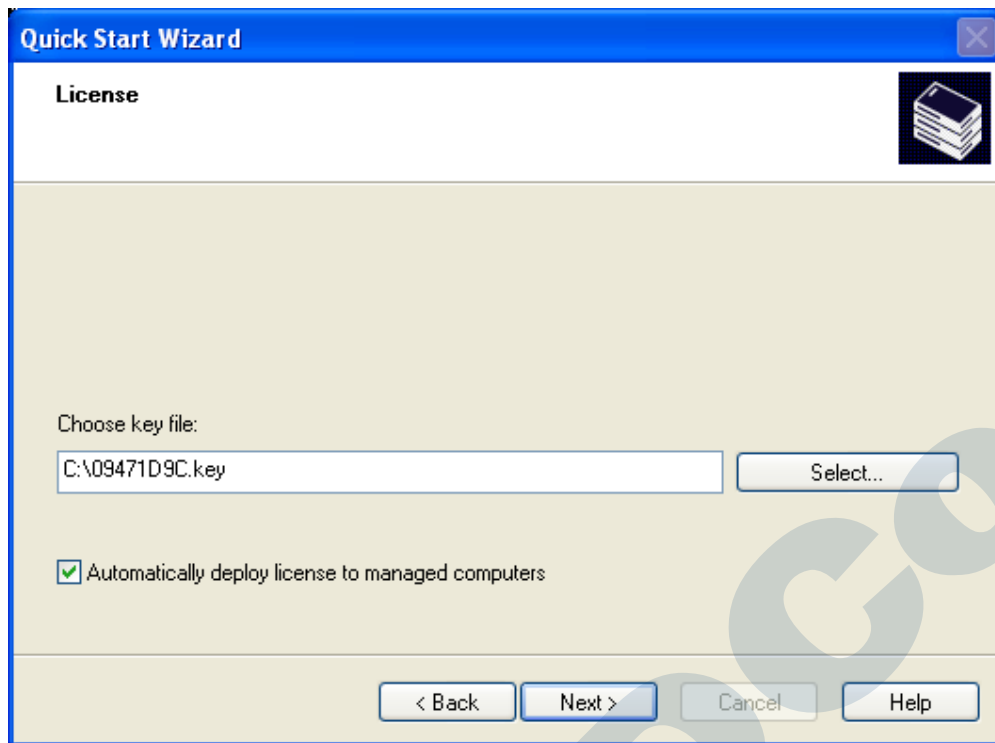 Quick Start Wizard
License
Choose key file:
C:\09471D9C.key
Select...
Automatically deploy license to managed computers
< Back
Next >
Cancel
Help